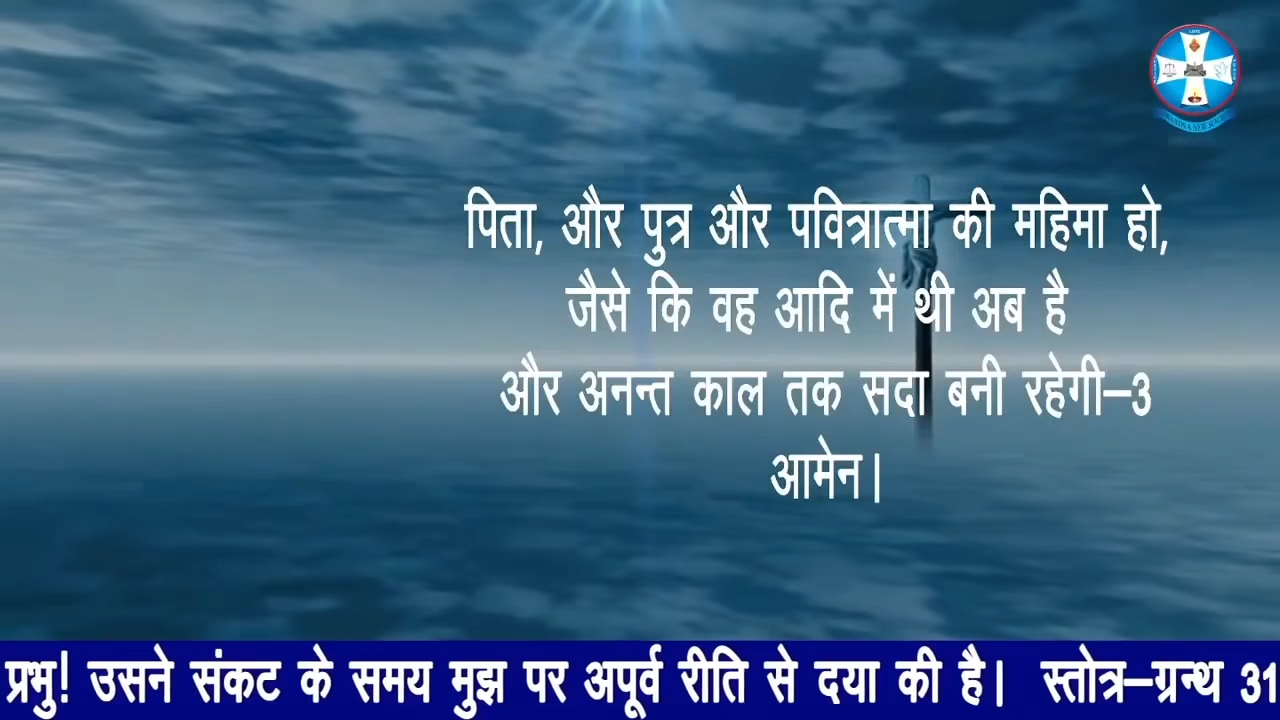 पिता, और पुत्र और पवित्रात्मा की महिमा हो,
जैसे कि वह आदि में थी अब है
और अनन्त काल तक सदा बनी रहेगी–3
आमेन।
प्रभु! उसने संकट के समय मुझ पर अपूर्व रीति से दया की है। स्तोत्र–ग्रन्थ 31